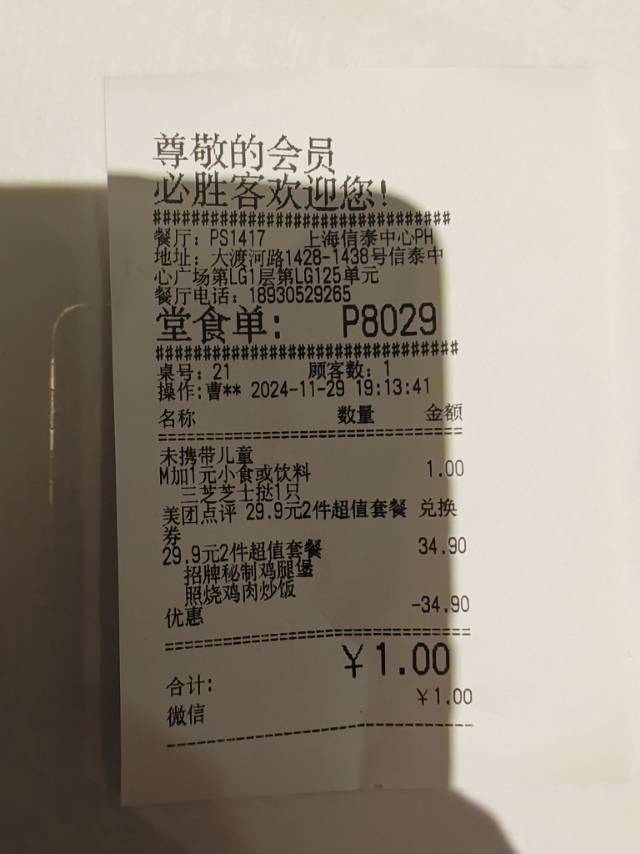 尊敬的会员
必胜客欢迎您!
################################
餐厅: PS1417 上海信泰中心PH
地址: 大渡河路1428-1438号信泰中
心广场第LG1层第LG125单元
餐厅电话: 18930529265
堂食单: P8029
################################
桌号: 21 顾客数: 1
操作:曹** 2024-11-29 19:13:41
名称 数量 金额
================================
未携带儿童
M加1元小食或饮料 1.00
三芝芝士挞1只
美团点评 29.9元2件超值套餐 兑换
券
29.9元2件超值套餐 34.90
招牌秘制鸡腿堡
照烧鸡肉炒饭
优惠 -34.90
================================
合计: ￥1.00
微信 ￥1.00
--------------------------------